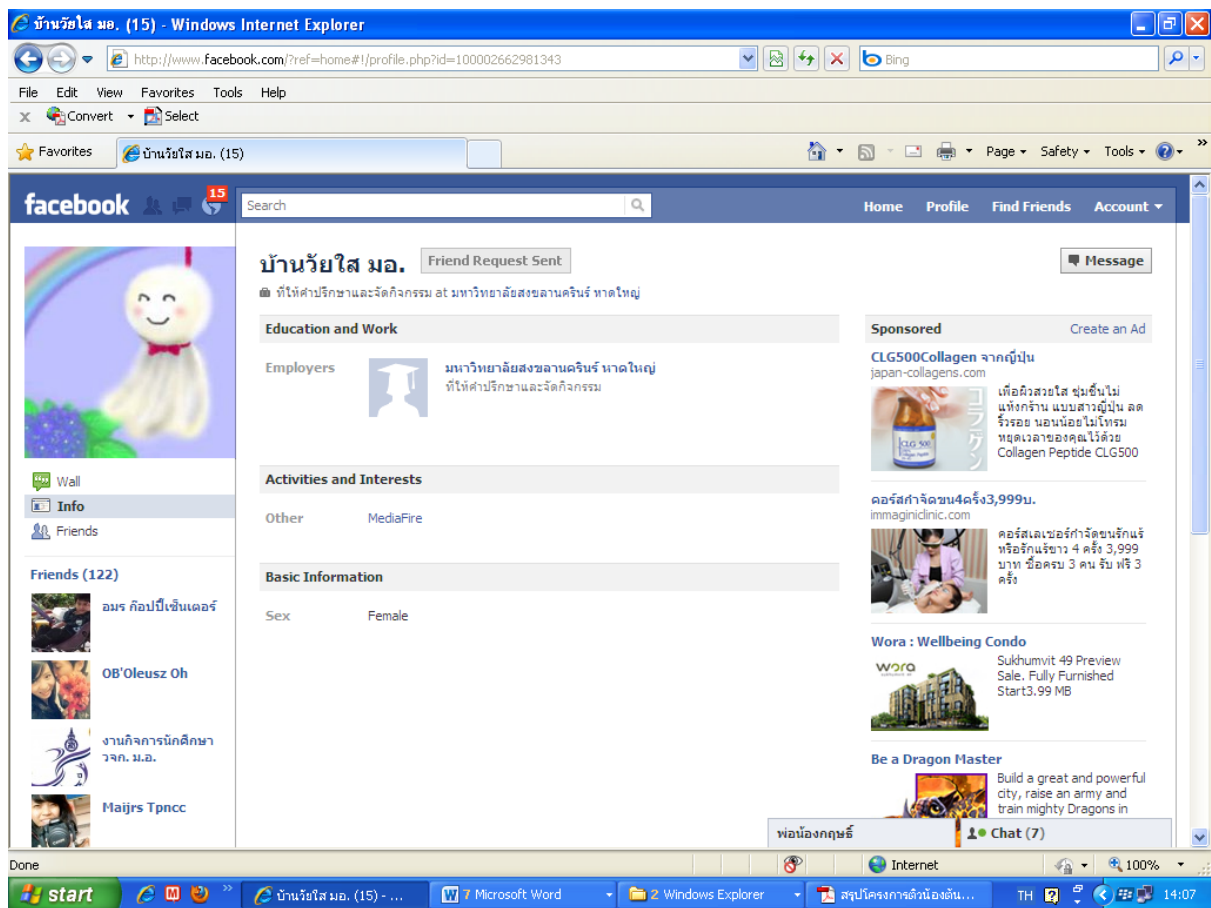 บ้านวัยใส มอ. (15) - Windows Internet Explorer
http://www.facebook.com/?ref=home#!/profile.php?id=100002662981343
Bing
File Edit View Favorites Tools Help
x Convert Select
Favorites
บ้านวัยใส มอ. (15)
Page Safety Tools
facebook
15
Search
Home Profile Find Friends Account
บ้านวัยใส มอ.
Friend Request Sent
Message
ที่ให้คำปรึกษาและจัดกิจกรรม at มหาวิทยาลัยสงขลานครินร์ หาดใหญ่
Education and Work
Employers
มหาวิทยาลัยสงขลานครินร์ หาดใหญ่
ที่ให้คำปรึกษาและจัดกิจกรรม
Activities and Interests
Other MediaFire
Basic Information
Sex Female
Wall
Info
Friends
Friends (122)
อมร ก๊อปปี้เซ็นเตอร์
OB'Oleusz Oh
งานกิจการนักศึกษา
วจก. ม.อ.
Maijrs Tpncc
Sponsored
Create an Ad
CLG500Collagen จากญี่ปุ่น
japan-collagens.com
コラーゲン
CLG 500
เพื่อผิวสวยใส ชุ่มชื้นไม่
แห้งกร้าน แบบสาวญี่ปุ่น ลด
ริ้วรอย นอนน้อยไม่โทรม
หยุดเวลาของคุณไว้ด้วย
Collagen Peptide CLG500
คอร์สกำจัดขน4ครั้ง3,999บ.
immaginiclinic.com
คอร์สเลเซอร์กำจัดขนรักแร้
หรือรักแร้ขาว 4 ครั้ง 3,999
บาท ซื้อครบ 3 คน รับ ฟรี 3
ครั้ง
Wora : Wellbeing Condo
wora
Sukhumvit 49 Preview
Sale. Fully Furnished
Start3.99 MB
Be a Dragon Master
Build a great and powerful
city, raise an army and
train mighty Dragons in
พ่อน้องกฤษธิ์
Chat (7)
Done
Internet
100%
start
บ้านวัยใส มอ. (15) - ...
7 Microsoft Word
2 Windows Explorer
สรุปโครงการติวน้องต้น...
TH
14:07